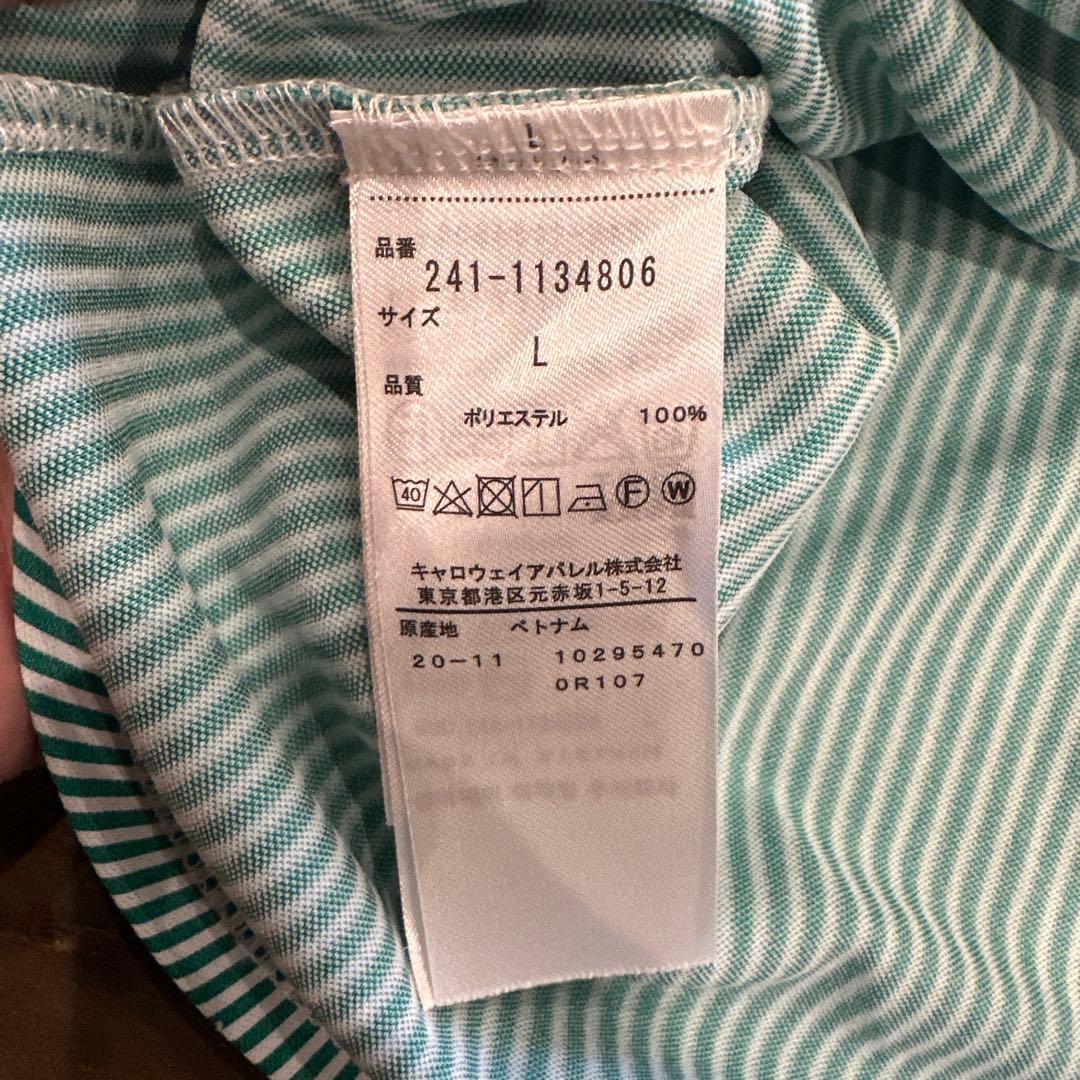 品番
241-1134806
サイズ
L
品質
ポリエステル 100%
40 F W
キャロウェイアパレル株式会社
東京都港区元赤坂1-5-12
原産地 ベトナム
20-11 10295470
0R107